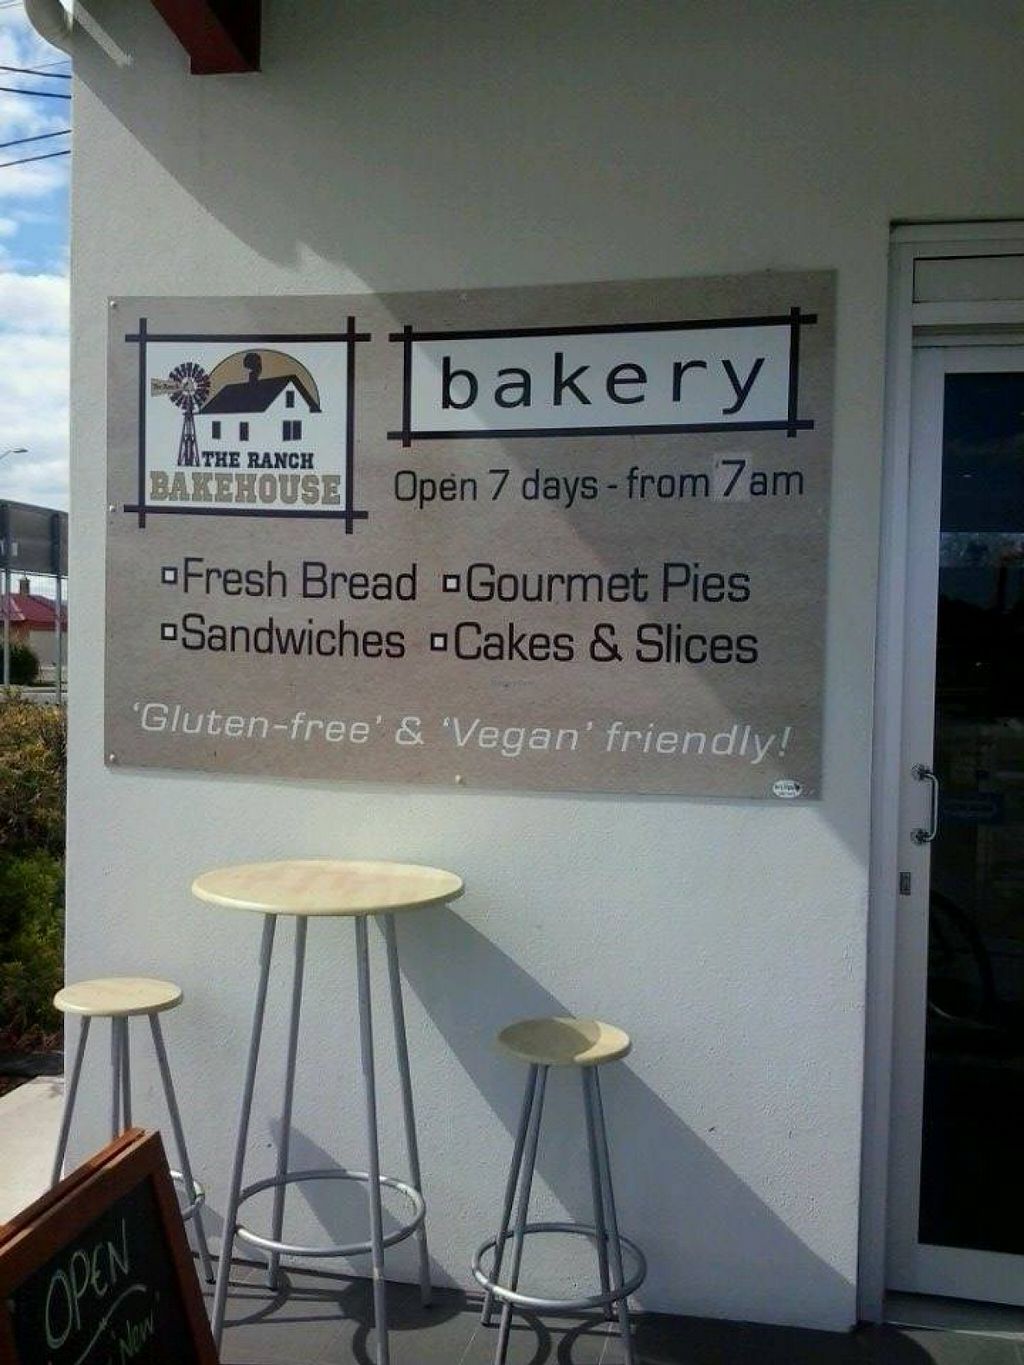 THE RANCH
BAKEHOUSE
bakery
Open 7 days - from 7am
Fresh Bread
Gourmet Pies
Sandwiches
Cakes & Slices
'Gluten-free' & 'Vegan' friendly!
OPEN
New